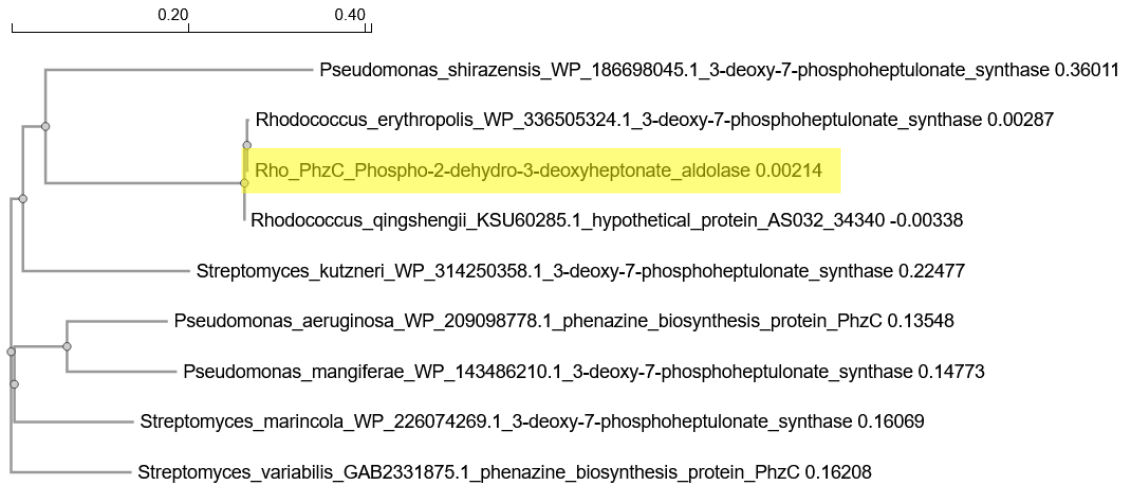 0.20 0.40
Pseudomonas_shirazensis_WP_186698045.1_3-deoxy-7-phosphoheptulonate_synthase 0.36011
Rhodococcus_erythropolis_WP_336505324.1_3-deoxy-7-phosphoheptulonate_synthase 0.00287
Rho_PhzC_Phospho-2-dehydro-3-deoxyheptonate_aldolase 0.00214
Rhodococcus_qingshengii_KSU60285.1_hypothetical_protein_AS032_34340 -0.00338
Streptomyces_kutzneri_WP_314250358.1_3-deoxy-7-phosphoheptulonate_synthase 0.22477
Pseudomonas_aeruginosa_WP_209098778.1_phenazine_biosynthesis_protein_PhzC 0.13548
Pseudomonas_mangiferae_WP_143486210.1_3-deoxy-7-phosphoheptulonate_synthase 0.14773
Streptomyces_marincola_WP_226074269.1_3-deoxy-7-phosphoheptulonate_synthase 0.16069
Streptomyces_variabilis_GAB2331875.1_phenazine_biosynthesis_protein_PhzC 0.16208